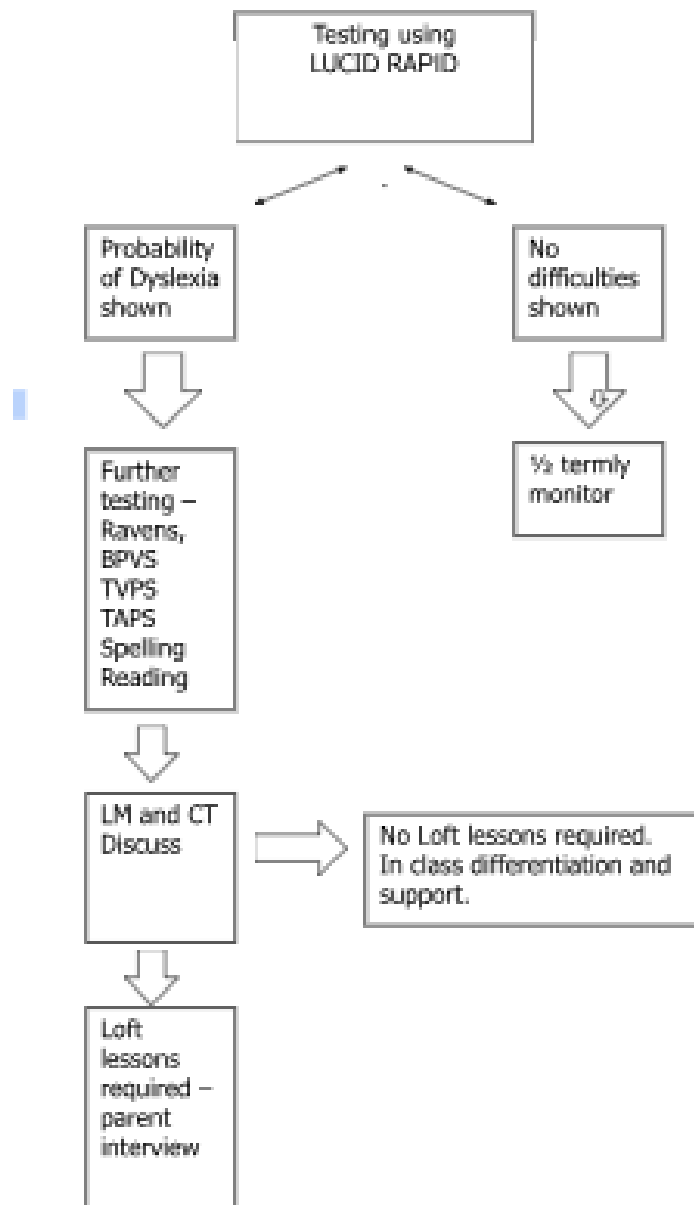 Testing using
LUCID RAPID
Probability
of Dyslexia
shown
No
difficulties
shown
Further
testing –
Ravens,
BPVS
TVPS
TAPS
Spelling
Reading
½ termly
monitor
LM and CT
Discuss
No Loft lessons required.
In class differentiation and
support.
Loft
lessons
required –
parent
interview